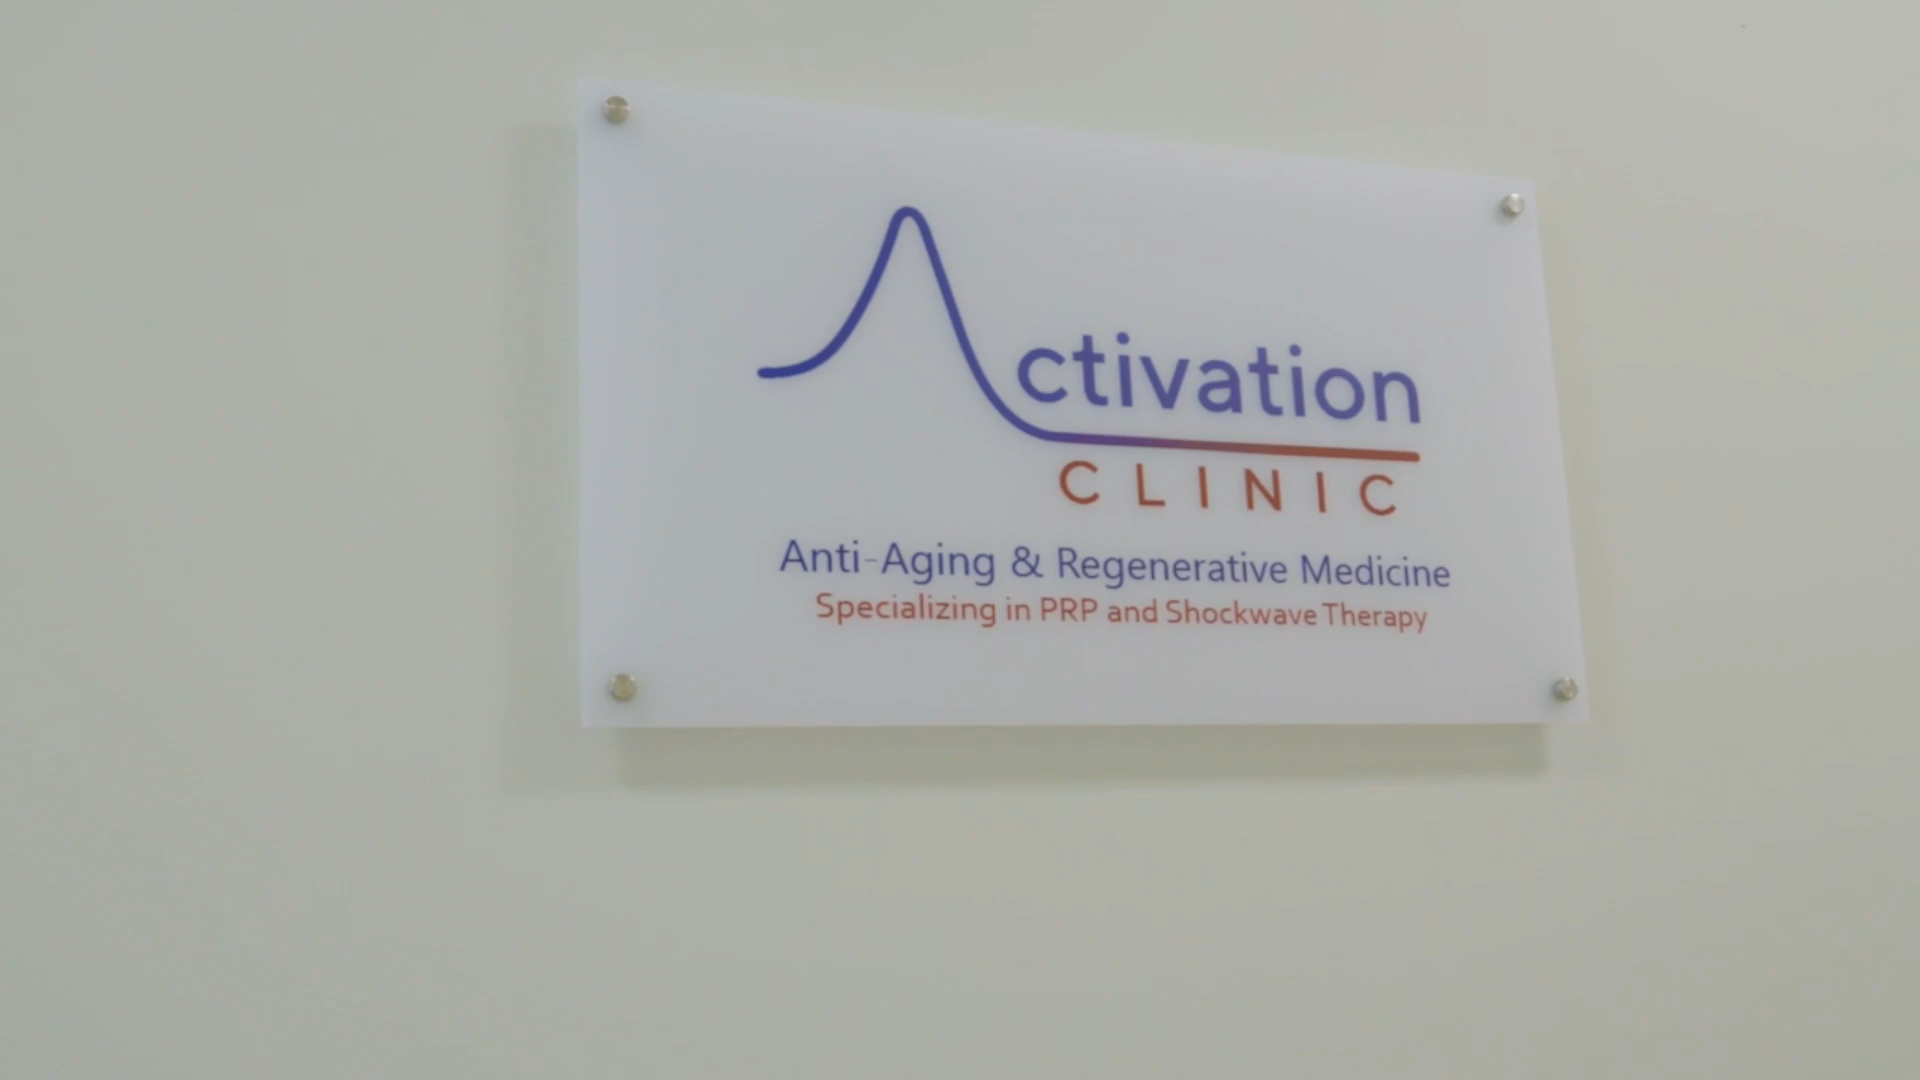 Activation
CLINIC
Anti-Aging & Regenerative Medicine
Specializing in PRP and Shockwave Therapy